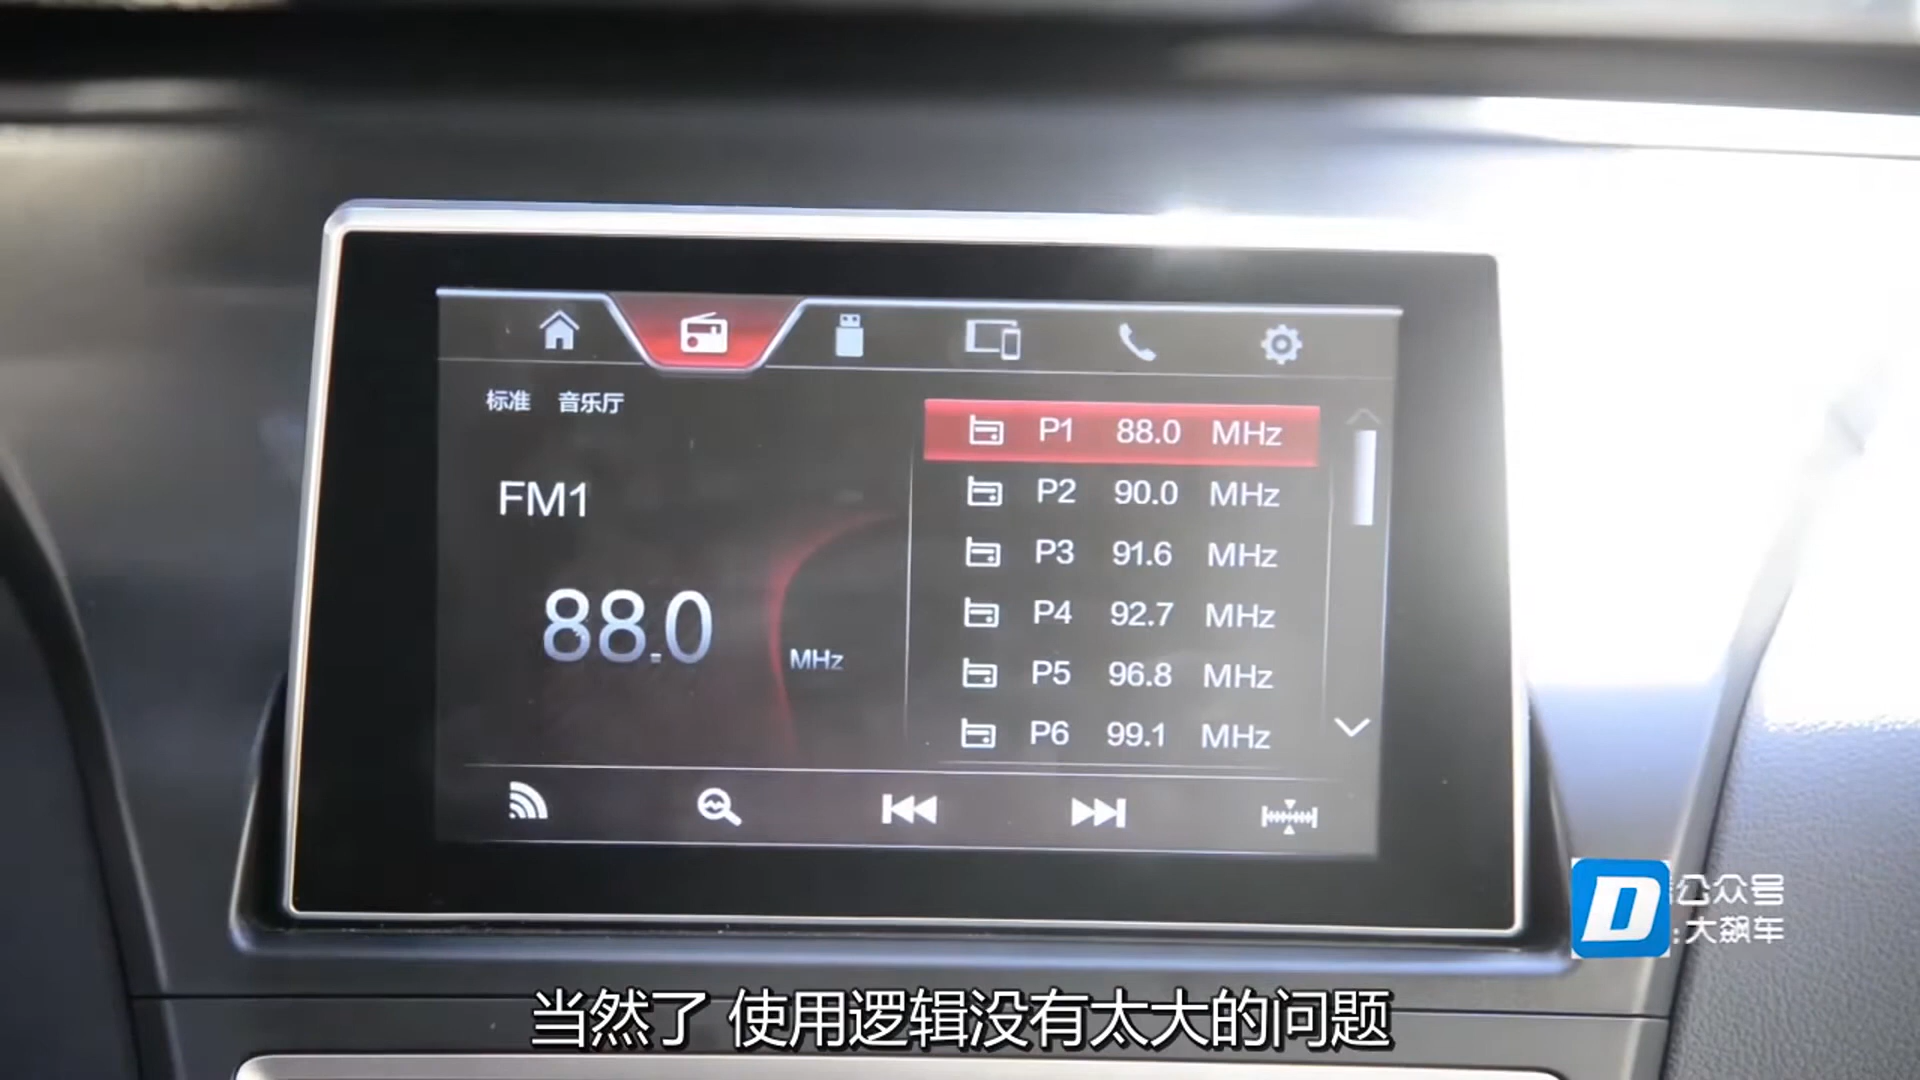 标准 音乐厅
FM1
88.0 MHz
P1 88.0 MHz
P2 90.0 MHz
P3 91.6 MHz
P4 92.7 MHz
P5 96.8 MHz
P6 99.1 MHz
D
公众号
:大飙车
当然了 使用逻辑没有太大的问题